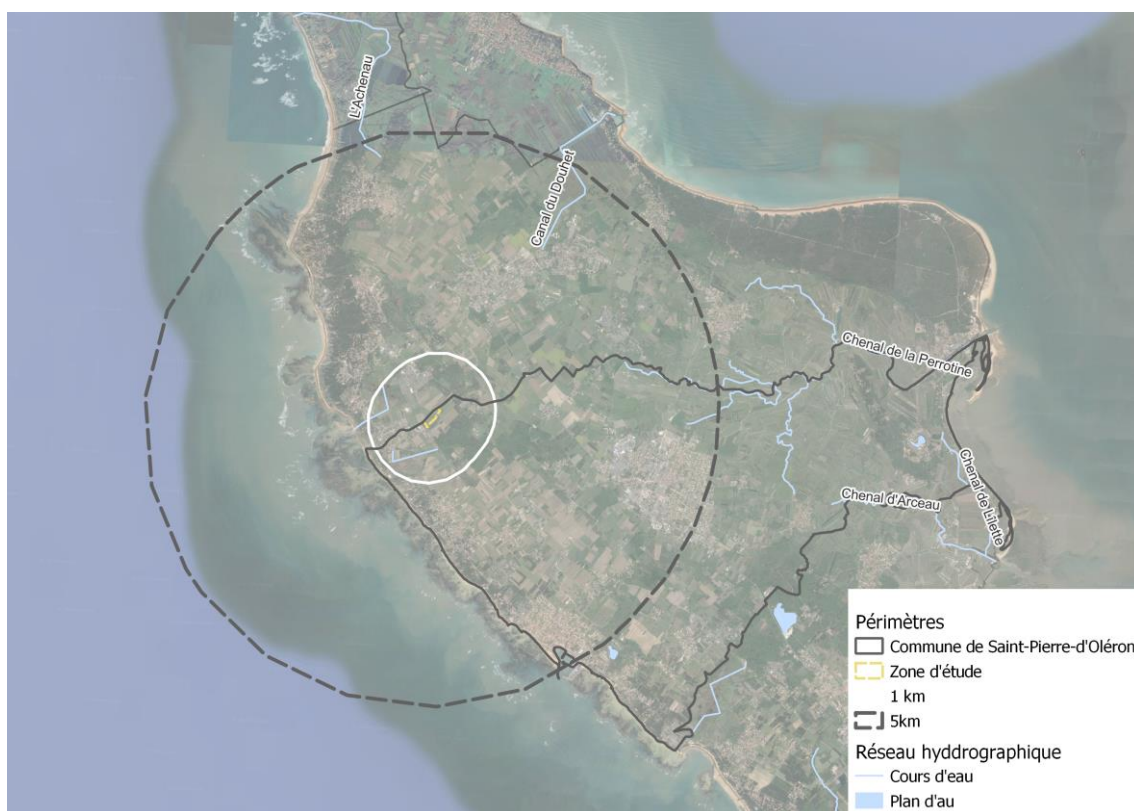 L'Achenau
Canal du Douhet
Chenal de la Perrotine
Chenal d'Arceau
Chenal de Lilette
Périmètres
Commune de Saint-Pierre-d'Oléron
Zone d'étude
1 km
5km
Réseau hyddrographique
Cours d'eau
Plan d'au